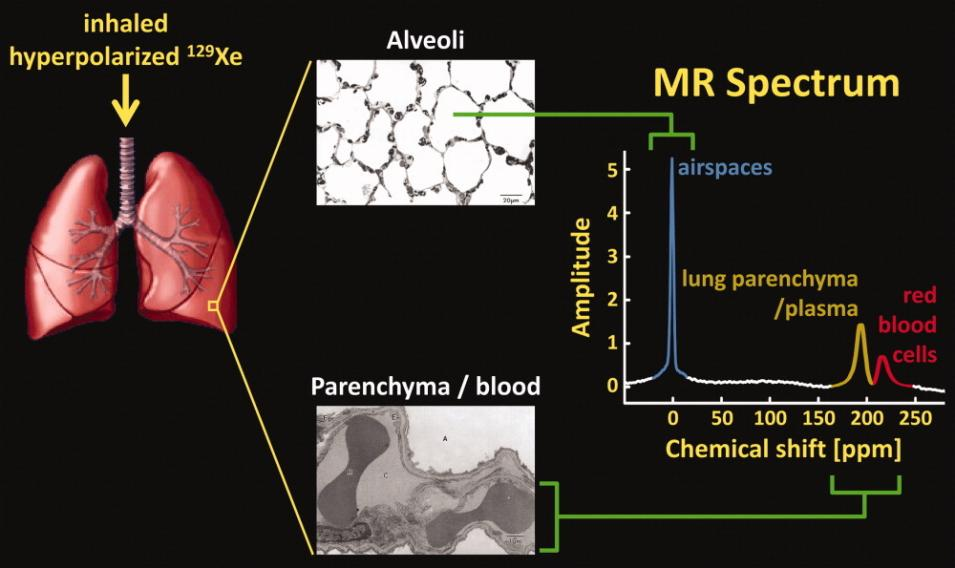 inhaled
hyperpolarized ¹²⁹Xe
Alveoli
20µm
MR Spectrum
airspaces
lung parenchyma
/plasma
red
blood
cells
Amplitude
5
4
3
2
1
0
0 50 100 150 200 250
Chemical shift [ppm]
Parenchyma / blood
A
C